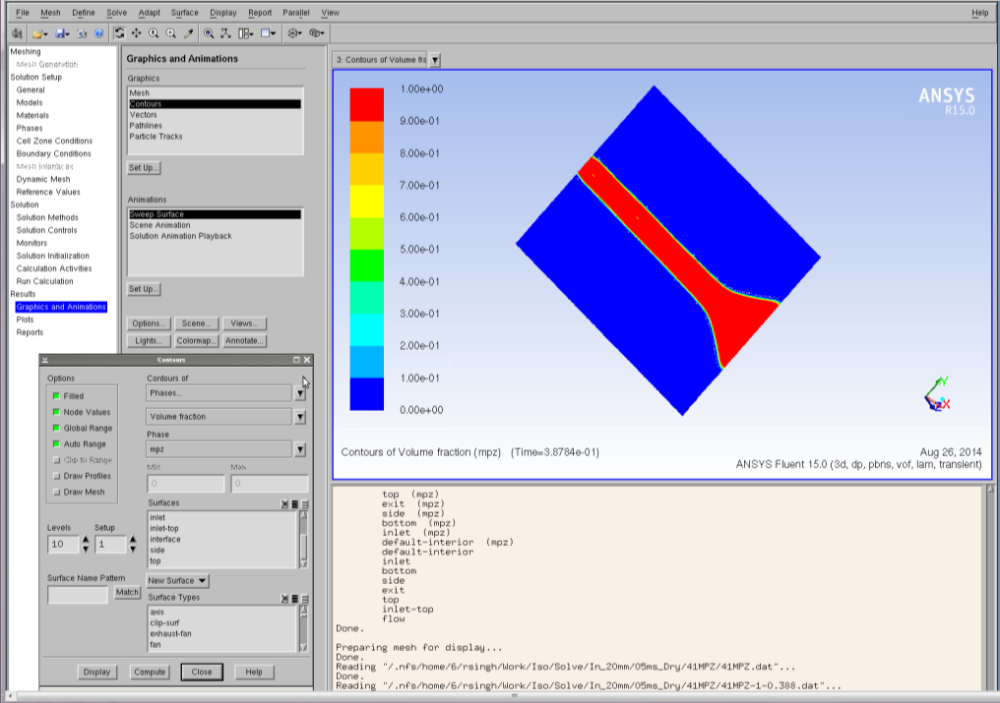 File Mesh Define Solve Adapt Surface Display Report Parallel View Help
Meshing
Mesh Generation
Solution Setup
General
Models
Materials
Phases
Cell Zone Conditions
Boundary Conditions
Mesh Interfaces
Dynamic Mesh
Reference Values
Solution
Solution Methods
Solution Controls
Monitors
Solution Initialization
Calculation Activities
Run Calculation
Results
Graphics and Animations
Plots
Reports
Graphics and Animations
Graphics
Mesh
Contours
Vectors
Pathlines
Particle Tracks
Set Up...
Animations
Sweep Surface
Scene Animation
Solution Animation Playback
Set Up...
Options... Scene... Views...
Lights... Colormap... Annotate...
3: Contours of Volume fra
1.00e+00
9.00e-01
8.00e-01
7.00e-01
6.00e-01
5.00e-01
4.00e-01
3.00e-01
2.00e-01
1.00e-01
0.00e+00
ANSYS
R15.0
Y
Z X
Contours of Volume fraction (mpz) (Time=3.8784e-01)
Aug 26, 2014
ANSYS Fluent 15.0 (3d, dp, pbns, vof, lam, transient)
Contours
Options
Filled
Node Values
Global Range
Auto Range
Clip to Range
Draw Profiles
Draw Mesh
Levels Setup
10 1
Surface Name Pattern
Match
Contours of
Phases...
Volume fraction
Phase
mpz
Min Max
0 0
Surfaces
inlet
inlet-top
interface
side
top
New Surface
Surface Types
axis
clip-surf
exhaust-fan
fan
Display Compute Close Help
top (mpz)
exit (mpz)
side (mpz)
bottom (mpz)
inlet (mpz)
default-interior (mpz)
default-interior
inlet
bottom
side
exit
top
inlet-top
flow
Done.
Preparing mesh for display...
Done.
Reading "/.nfs/home/6/rsingh/Work/Iso/Solve/In_20mm/05ms_Dry/41MPZ/41MPZ.dat"...
Done.
Reading "/.nfs/home/6/rsingh/Work/Iso/Solve/In_20mm/05ms_Dry/41MPZ/41MPZ-1-0.388.dat"...